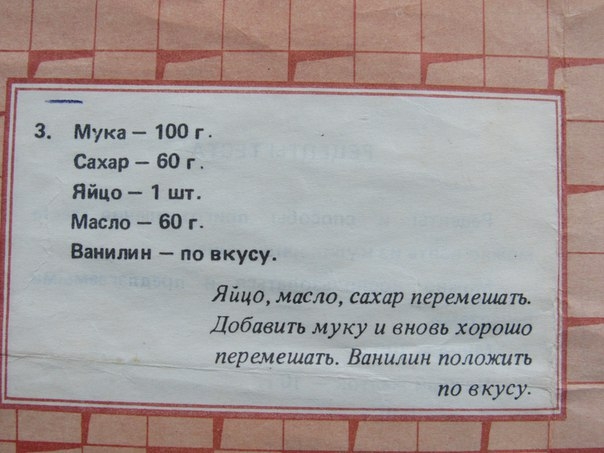 3. Мука — 100 г.
Сахар — 60 г.
Яйцо — 1 шт.
Масло — 60 г.
Ванилин — по вкусу.
Яйцо, масло, сахар перемешать.
Добавить муку и вновь хорошо
перемешать. Ванилин положить
по вкусу.